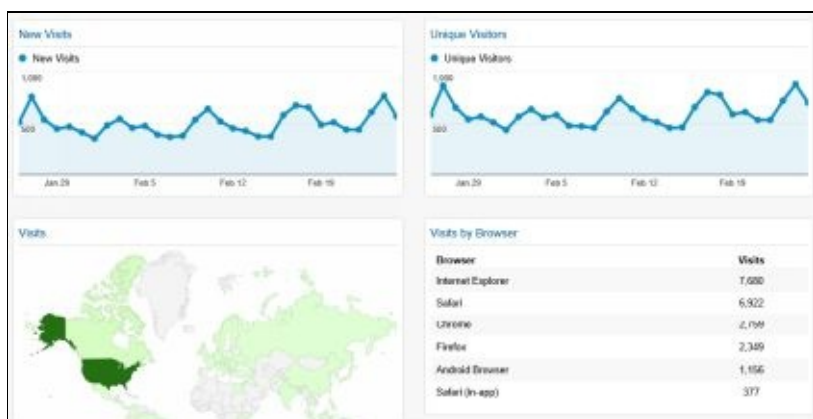 New Visits
New Visits
1,000
500
Jan 29 Feb 5 Feb 12 Feb 19
Unique Visitors
Unique Visitors
1,000
500
Jan 29 Feb 5 Feb 12 Feb 19
Visits
Visits by Browser
Browser Visits
Internet Explorer 7,680
Safari 6,922
Chrome 2,759
Firefox 2,349
Android Browser 1,156
Safari (in-app) 377